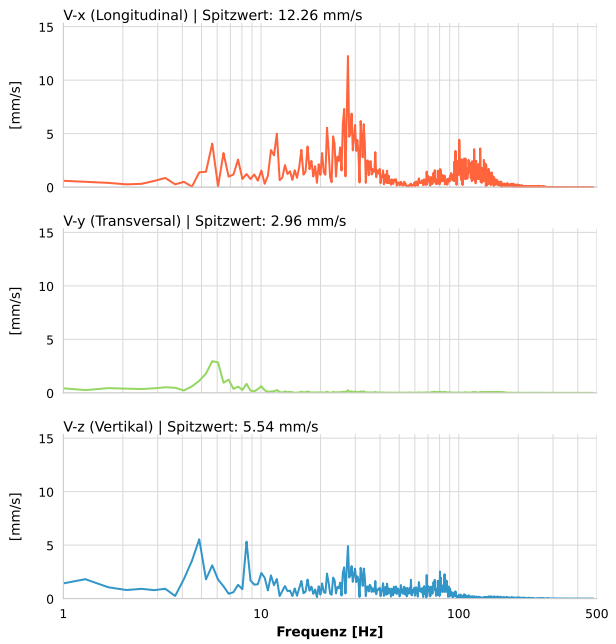 V-x (Longitudinal) | Spitzwert: 12.26 mm/s
15
10
5
0
[mm/s]
V-y (Transversal) | Spitzwert: 2.96 mm/s
15
10
5
0
[mm/s]
V-z (Vertikal) | Spitzwert: 5.54 mm/s
15
10
5
0
[mm/s]
1 10 100 500
Frequenz [Hz]